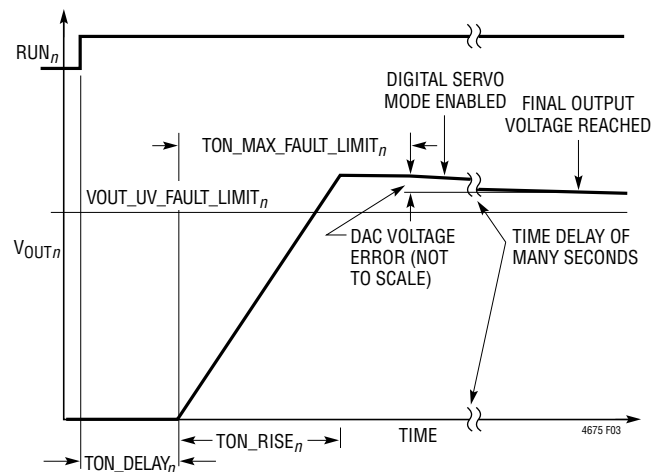 RUNn
DIGITAL SERVO
MODE ENABLED
FINAL OUTPUT
VOLTAGE REACHED
TON_MAX_FAULT_LIMITn
VOUT_UV_FAULT_LIMITn
VOUTn
DAC VOLTAGE
ERROR (NOT
TO SCALE)
TIME DELAY OF
MANY SECONDS
TON_RISEn
TIME
4675 F03
TON_DELAYn